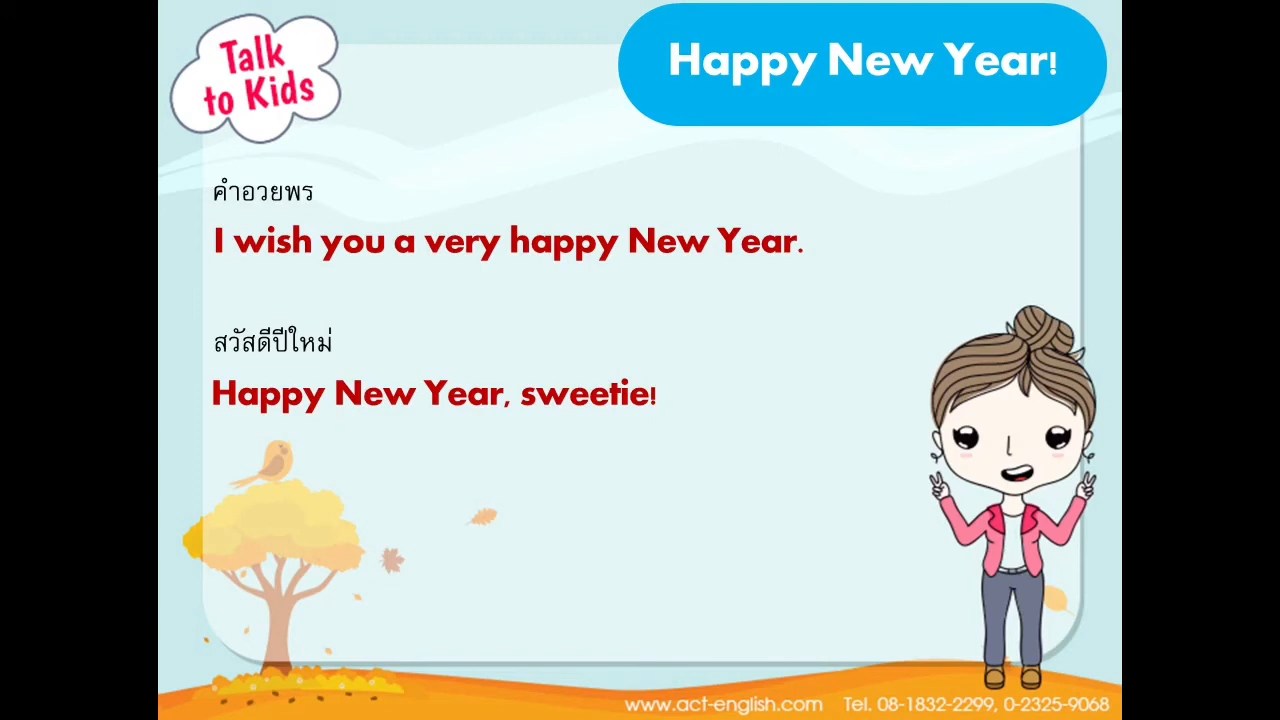 Talk
to Kids
Happy New Year!
คำอวยพร
I wish you a very happy New Year.
สวัสดีปีใหม่
Happy New Year, sweetie!
www.act-english.com Tel. 08-1832-2299, 0-2325-9068